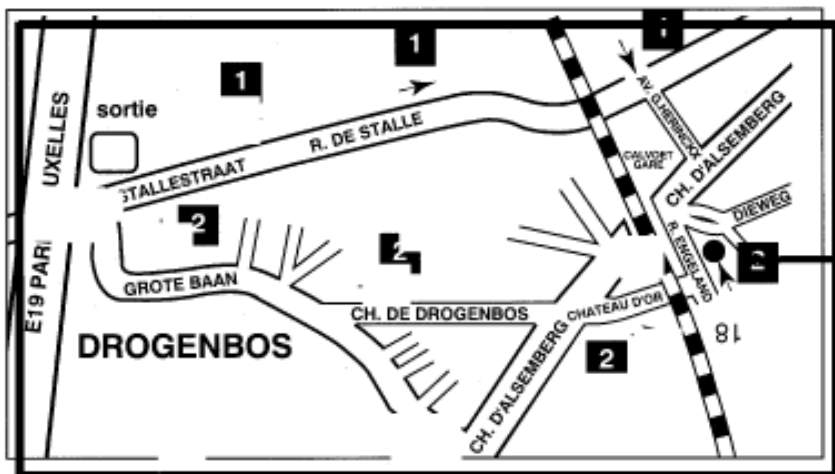 1
1
sortie
UXELLES
AV. G.HERINCKX
R. DE STALLE
STALLESTRAAT
CALVOET
GARE
CH. D'ALSEMBERG
DIEWEG
2
2
R. ENGELAND
E19 PARI
GROTE BAAN
CH. DE DROGENBOS
CHATEAU D'OR
DROGENBOS
CH. D'ALSEMBERG
2
18